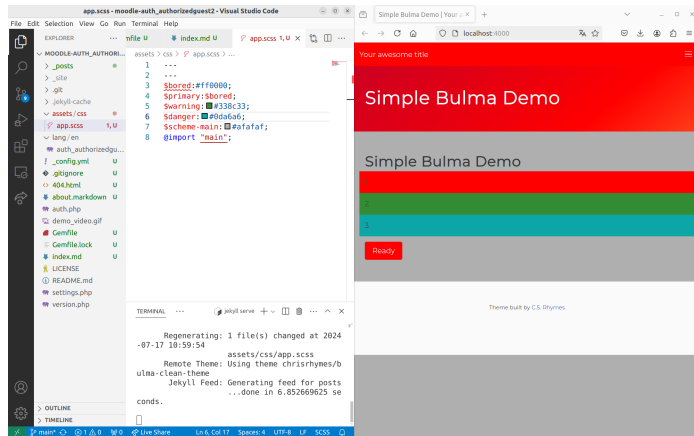 app.scss - moodle-auth_authorizedguest2 - Visual Studio Code
File Edit Selection View Go Run Terminal Help
EXPLORER
MOODLE-AUTH_AUTHORI...
_posts
_site
.git
.jekyll-cache
assets/css
app.scss 1, U
lang/en
auth_authorizedgu...
_config.yml U
.gitignore U
404.html U
about.markdown U
auth.php
demo_video.gif
Gemfile U
Gemfile.lock U
index.md U
LICENSE
README.md
settings.php
version.php
OUTLINE
TIMELINE
mfile U index.md U app.scss 1, U
assets > css > app.scss > ...
1 ---
2 ---
3 $bored:#ff0000;
4 $primary:$bored;
5 $warning:#338c33;
6 $danger:#0da6a6;
7 $scheme-main:#afafaf;
8 @import "main";
TERMINAL ... jekyll serve
Regenerating: 1 file(s) changed at 2024
-07-17 10:59:54
assets/css/app.scss
Remote Theme: Using theme chrisrhymes/b
ulma-clean-theme
Jekyll Feed: Generating feed for posts
...done in 6.852669625 se
conds.
main* 1 0 0 Live Share Ln 6, Col 17 Spaces: 4 UTF-8 LF SCSS
Simple Bulma Demo | Your a
localhost:4000
Your awesome title
Simple Bulma Demo
Simple Bulma Demo
2
3
Ready
Theme built by C.S. Rhymes